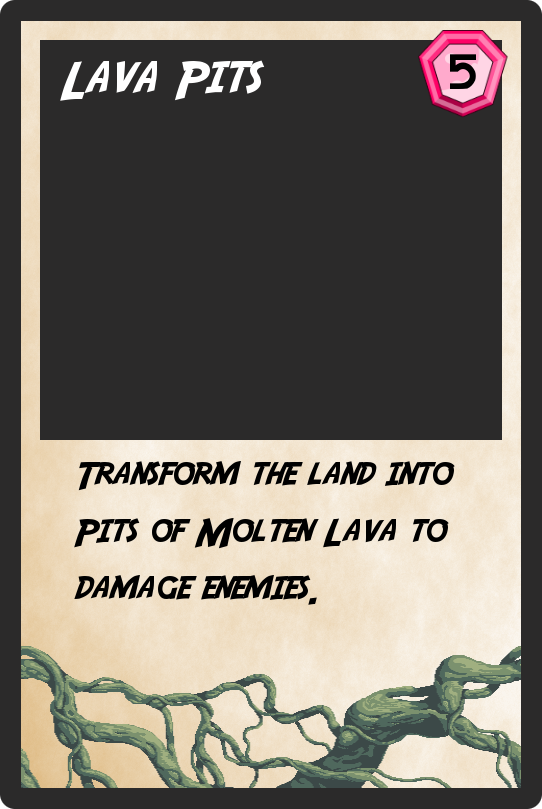 Lava Pits
5
Transform the land into
Pits of Molten Lava to
damage enemies.